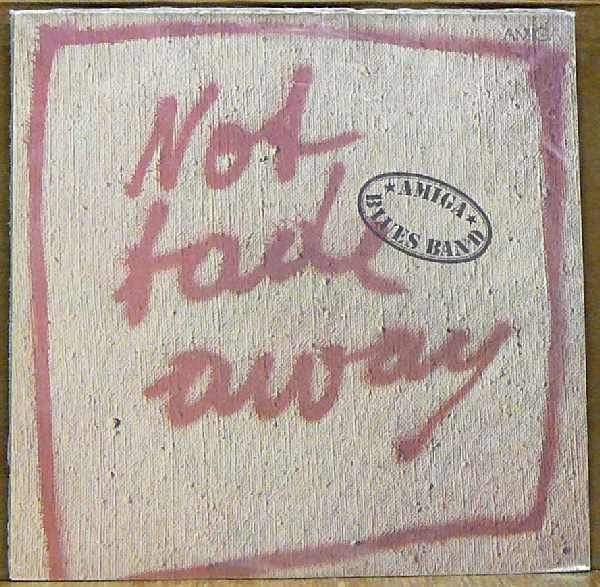 AMIGA
Not
fade
away
★ AMIGA ★
BLUES BAND